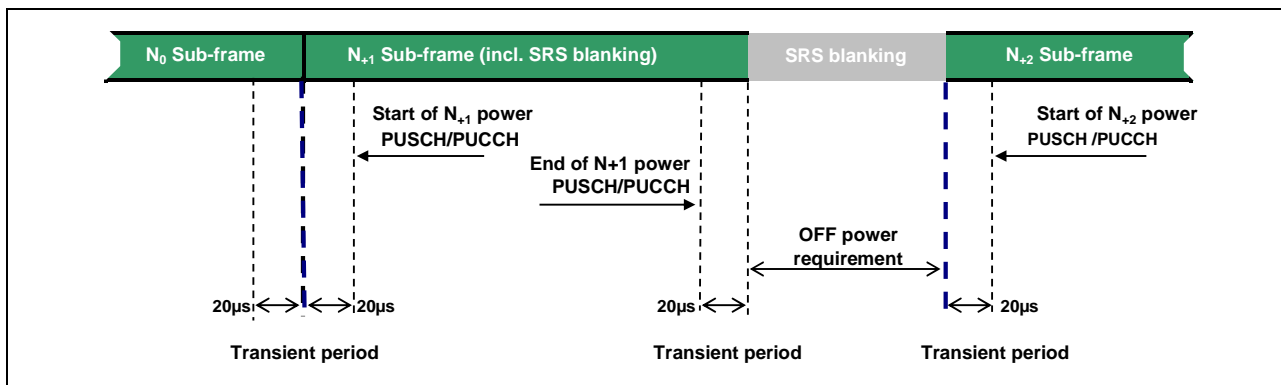 N₀ Sub-frame
N₊₁ Sub-frame (incl. SRS blanking)
SRS blanking
N₊₂ Sub-frame
Start of N₊₁ power
PUSCH/PUCCH
End of N+1 power
PUSCH/PUCCH
Start of N₊₂ power
PUSCH /PUCCH
OFF power
requirement
20µs
20µs
20µs
20µs
Transient period
Transient period
Transient period